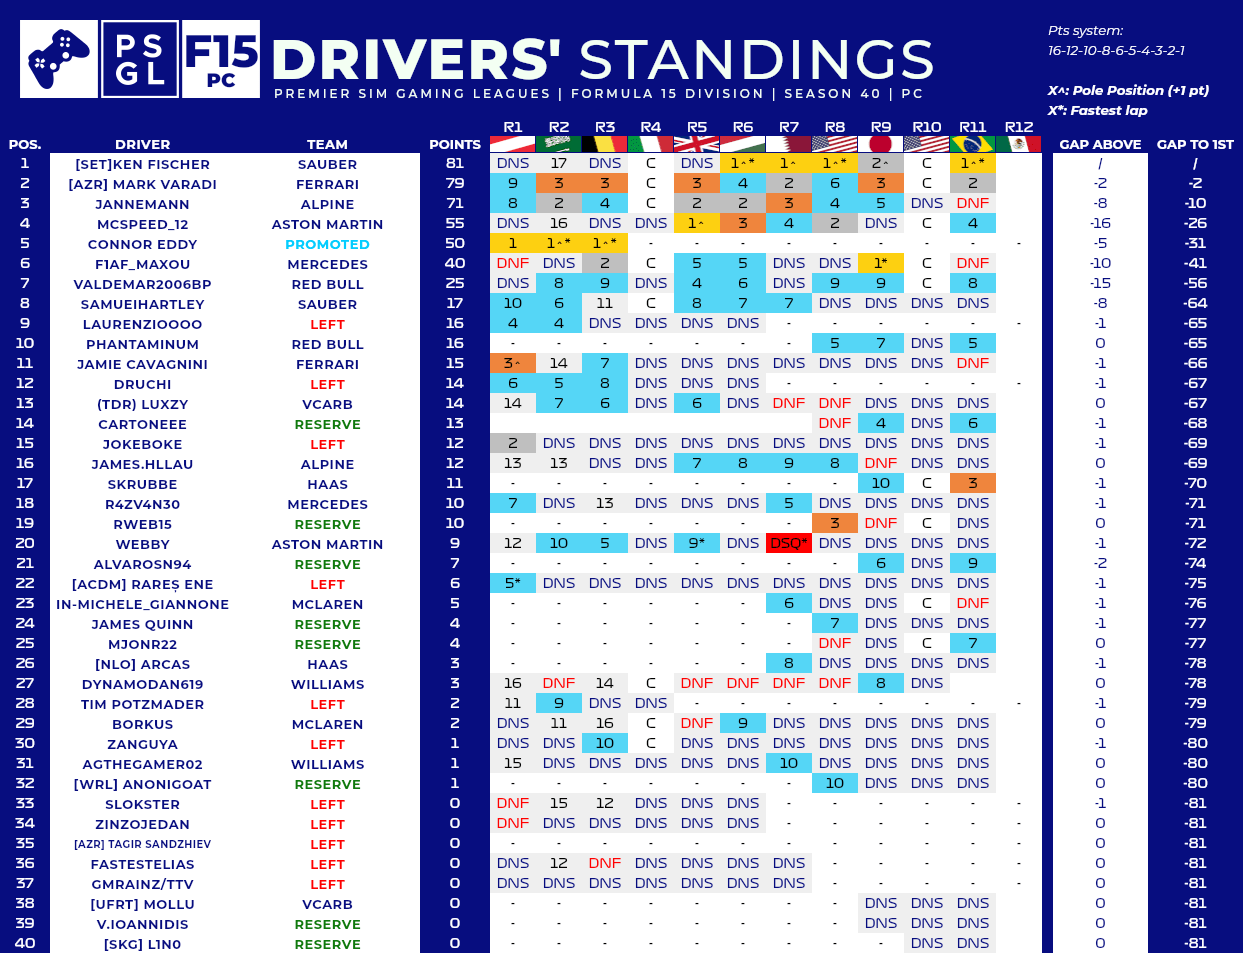 PS
GL
F15
PC
DRIVERS' STANDINGS
PREMIER SIM GAMING LEAGUES | FORMULA 15 DIVISION | SEASON 40 | PC
Pts system:
16-12-10-8-6-5-4-3-2-1
X^: Pole Position (+1 pt)
X*: Fastest lap
R1 R2 R3 R4 R5 R6 R7 R8 R9 R10 R11 R12
POS. DRIVER TEAM POINTS GAP ABOVE GAP TO 1ST
1 [SET]KEN FISCHER SAUBER 81 DNS 17 DNS C DNS 1^* 1^ 1^* 2^ C 1^* / /
2 [AZR] MARK VARADI FERRARI 79 9 3 3 C 3 4 2 6 3 C 2 -2 -2
3 JANNEMANN ALPINE 71 8 2 4 C 2 2 3 4 5 DNS DNF -8 -10
4 MCSPEED_12 ASTON MARTIN 55 DNS 16 DNS C 1^ 3 4 2 DNS C 4 -16 -26
5 CONNOR EDDY PROMOTED 50 1 1^* 1^* - - - - - - - - - -5 -31
6 F1AF_MAXOU MERCEDES 40 DNF DNS 2 C 5 5 DNS DNS 1* C DNF -10 -41
7 VALDEMAR2006BP RED BULL 25 DNS 8 9 DNS 4 6 DNS 9 9 C 8 -15 -56
8 SAMUEIHARTLEY SAUBER 17 10 6 11 C 8 7 7 DNS DNS DNS DNS -8 -64
9 LAURENZIOOOO LEFT 16 4 4 DNS DNS DNS DNS - - - - - - -1 -65
10 PHANTAMINUM RED BULL 16 - - - - - - - 5 7 DNS 5 0 -65
11 JAMIE CAVAGNINI FERRARI 15 3^ 14 7 DNS DNS DNS DNS DNS DNS DNS DNF -1 -66
12 DRUCHI LEFT 14 6 5 8 DNS DNS DNS - - - - - - -1 -67
13 (TDR) LUXZY VCARB 14 14 7 6 DNS 6 DNS DNF DNF DNS DNS DNS 0 -67
14 CARTONEEE RESERVE 13 DNF 4 DNS 6 -1 -68
15 JOKEBOKE LEFT 12 2 DNS DNS DNS DNS DNS DNS DNS DNS DNS DNS -1 -69
16 JAMES.HLLAU ALPINE 12 13 13 DNS DNS 7 8 9 8 DNF DNS DNS 0 -69
17 SKRUBBE HAAS 11 - - - - - - - - 10 C 3 -1 -70
18 R4ZV4N30 MERCEDES 10 7 DNS 13 DNS DNS DNS 5 DNS DNS DNS DNS -1 -71
19 RWEB15 RESERVE 10 - - - - - - - 3 DNF C DNS 0 -71
20 WEBBY ASTON MARTIN 9 12 10 5 DNS 9* DNS DSQ* DNS DNS DNS DNS -1 -72
21 ALVAROSN94 RESERVE 7 - - - - - - - - 6 DNS 9 -2 -74
22 [ACDM] RAREȘ ENE LEFT 6 5* DNS DNS DNS DNS DNS DNS DNS DNS DNS DNS -1 -75
23 IN-MICHELE_GIANNONE MCLAREN 5 - - - - - - 6 DNS DNS C DNF -1 -76
24 JAMES QUINN RESERVE 4 - - - - - - - 7 DNS DNS DNS -1 -77
25 MJONR22 RESERVE 4 - - - - - - - DNF DNS C 7 0 -77
26 [NLO] ARCAS HAAS 3 - - - - - - 8 DNS DNS DNS DNS -1 -78
27 DYNAMODAN619 WILLIAMS 3 16 DNF 14 C DNF DNF DNF DNF 8 DNS 0 -78
28 TIM POTZMADER LEFT 2 11 9 DNS DNS - - - - - - - - -1 -79
29 BORKUS MCLAREN 2 DNS 11 16 C DNF 9 DNS DNS DNS DNS DNS 0 -79
30 ZANGUYA LEFT 1 DNS DNS 10 C DNS DNS DNS DNS DNS DNS DNS -1 -80
31 AGTHEGAMER02 WILLIAMS 1 15 DNS DNS DNS DNS DNS 10 DNS DNS DNS DNS 0 -80
32 [WRL] ANONIGOAT RESERVE 1 - - - - - - - 10 DNS DNS DNS 0 -80
33 SLOKSTER LEFT 0 DNF 15 12 DNS DNS DNS - - - - - - -1 -81
34 ZINZOJEDAN LEFT 0 DNF DNS DNS DNS DNS DNS - - - - - - 0 -81
35 [AZR] TAGIR SANDZHIEV LEFT 0 - - - - - - - - - - - - 0 -81
36 FASTESTELIAS LEFT 0 DNS 12 DNF DNS DNS DNS DNS - - - - - 0 -81
37 GMRAINZ/TTV LEFT 0 DNS DNS DNS DNS DNS DNS DNS - - - - - 0 -81
38 [UFRT] MOLLU VCARB 0 - - - - - - - - DNS DNS DNS 0 -81
39 V.IOANNIDIS RESERVE 0 - - - - - - - - DNS DNS DNS 0 -81
40 [SKG] L1N0 RESERVE 0 - - - - - - - - - DNS DNS 0 -81